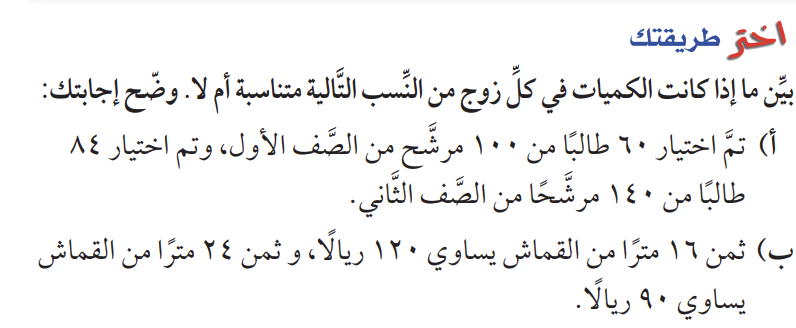 اختر طريقتك
بيِّن ما إذا كانت الكميات في كلِّ زوج من النِّسب التَّالية متناسبة أم لا. وضّح إجابتك:
أ) تمَّ اختيار ٦٠ طالبًا من ١٠٠ مرشَّح من الصَّف الأول، وتم اختيار ٨٤
طالبًا من ١٤٠ مرشَّحًا من الصَّف الثَّاني.
ب) ثمن ١٦ مترًا من القماش يساوي ١٢٠ ريالًا، و ثمن ٢٤ مترًا من القماش
يساوي ٩٠ ريالًا.